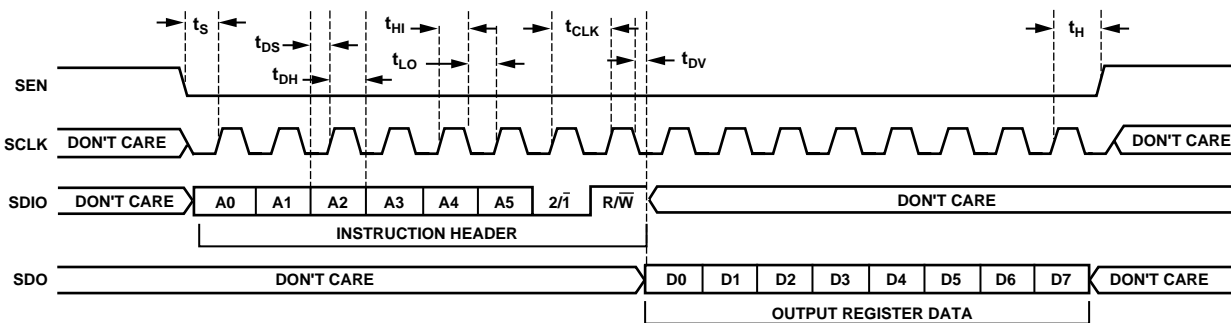 tS
tDS
tDH
tHI
tLO
tCLK
tDV
tH
SEN
SCLK DON'T CARE DON'T CARE
SDIO DON'T CARE A0 A1 A2 A3 A4 A5 2/1̅ R/W̅ DON'T CARE
INSTRUCTION HEADER
SDO DON'T CARE D0 D1 D2 D3 D4 D5 D6 D7 DON'T CARE
OUTPUT REGISTER DATA